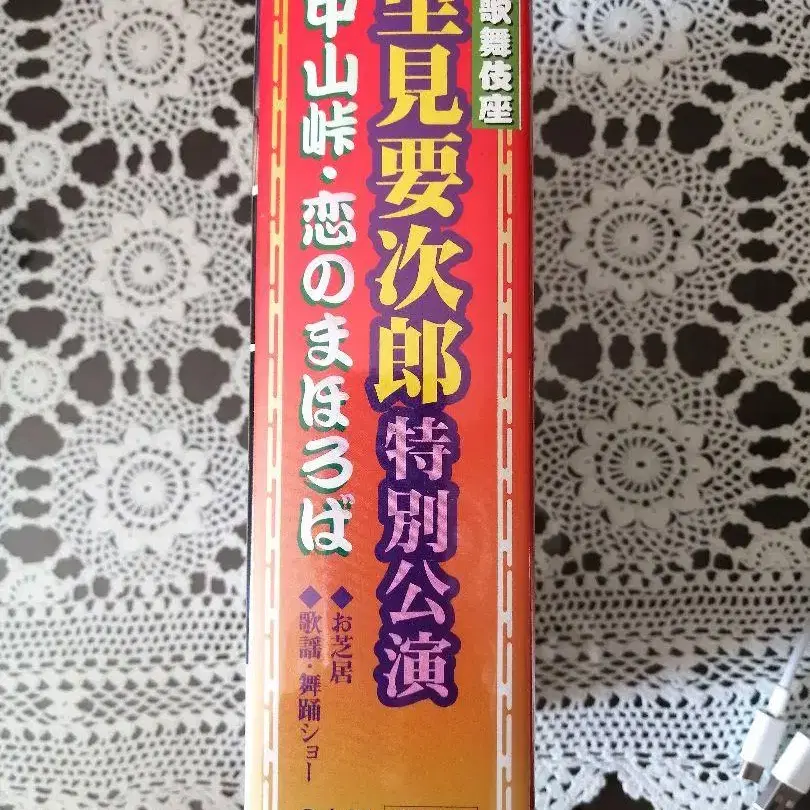 歌舞伎座
里見要次郎特別公演
中山峠・恋のまほろば
◆お芝居
◆歌謡・舞踊ショー